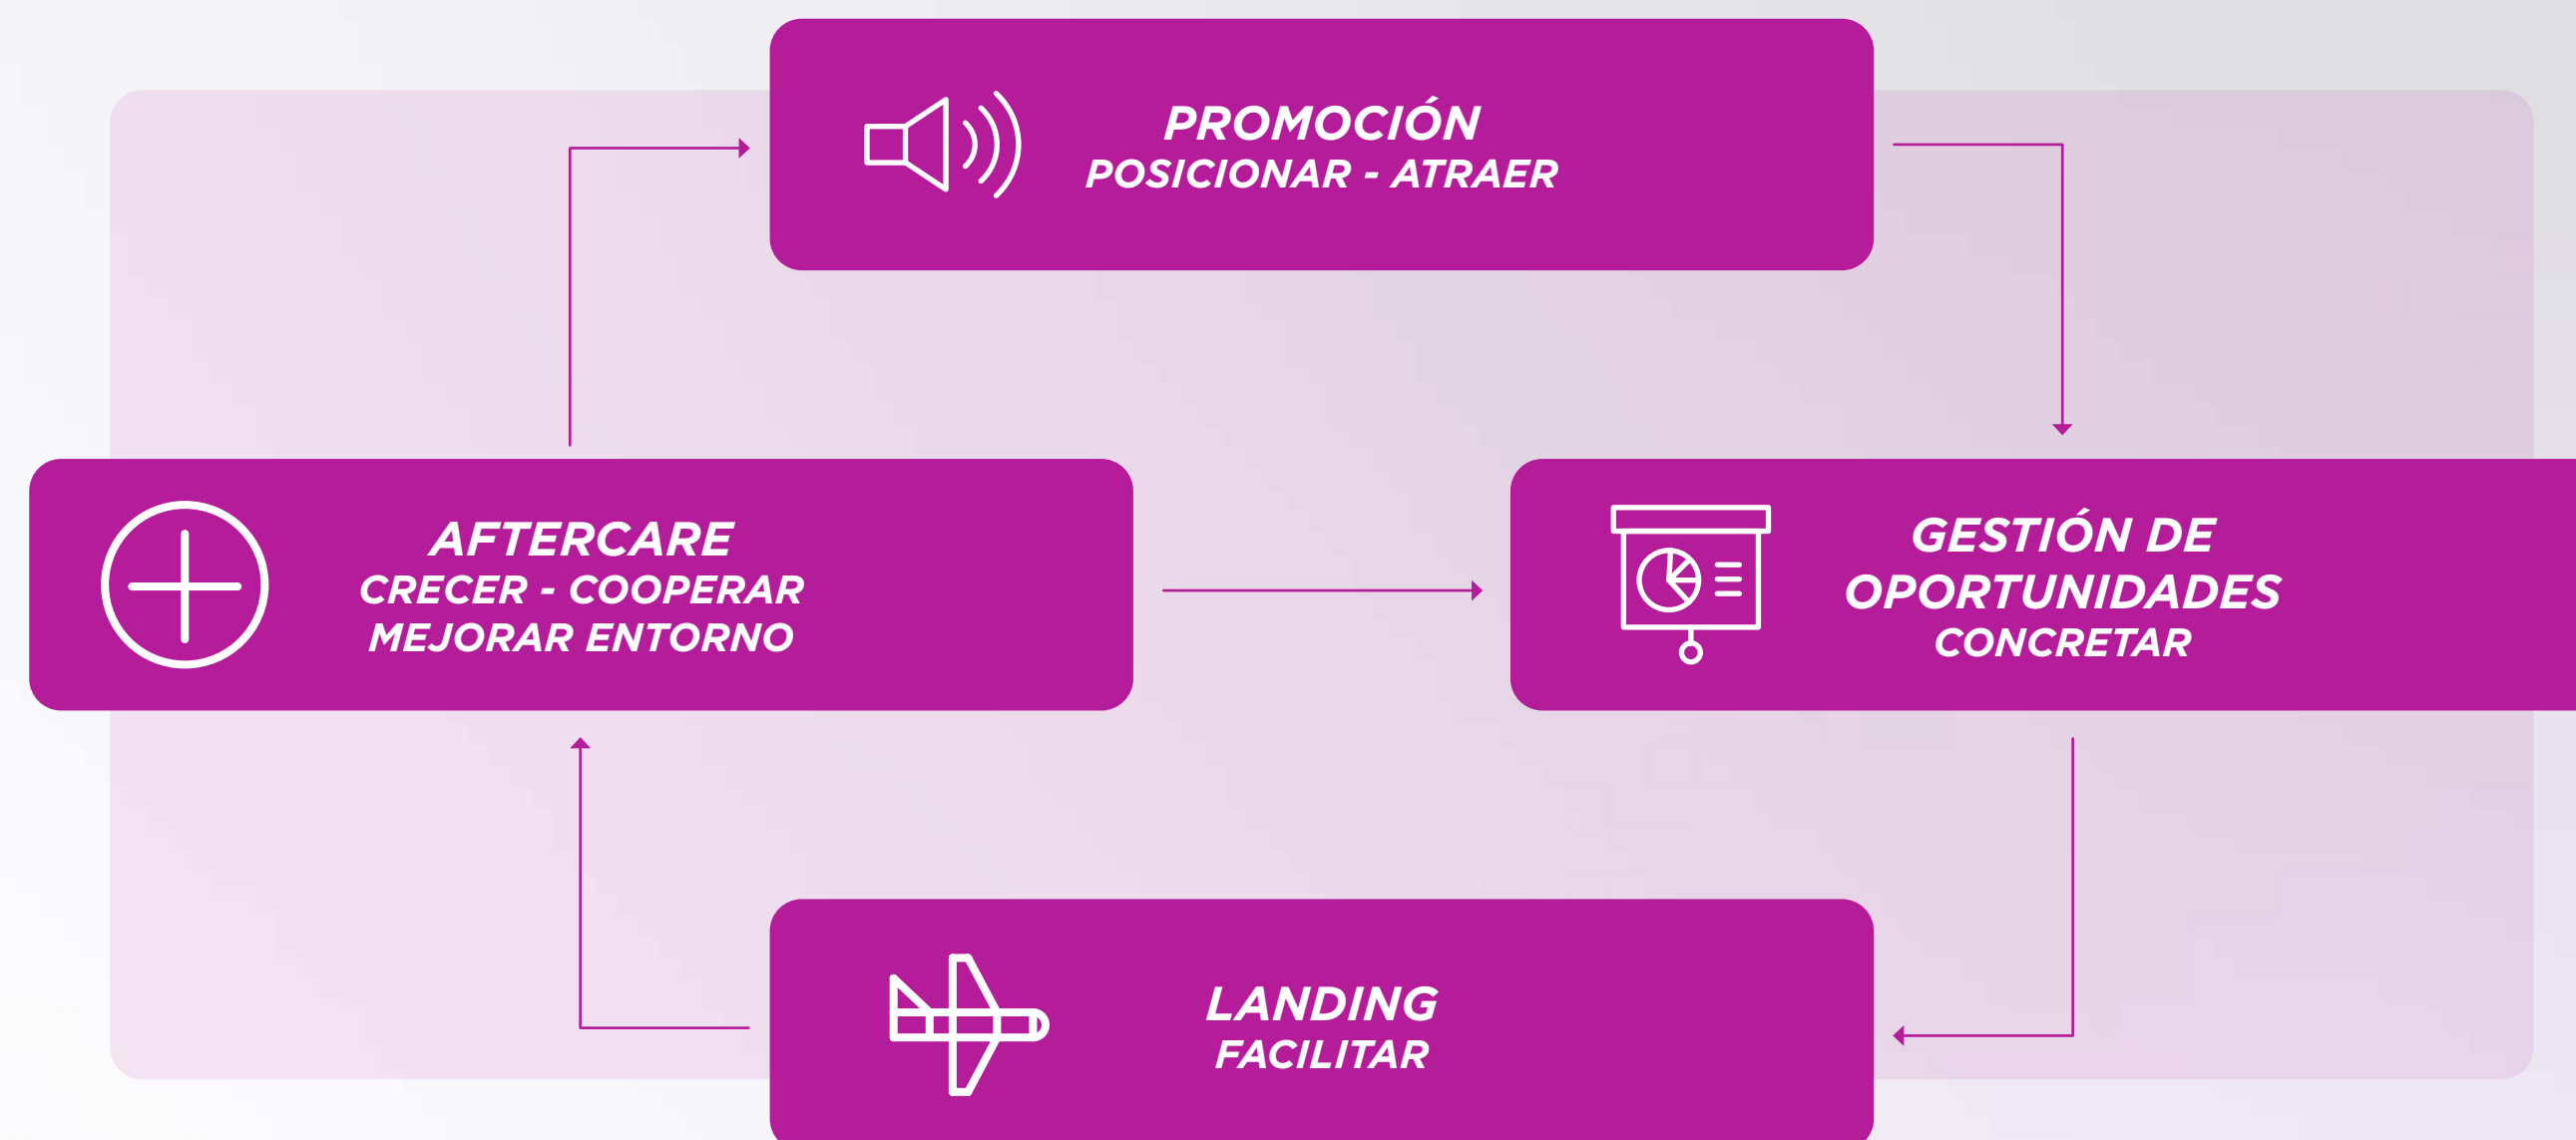 PROMOCIÓN
POSICIONAR - ATRAER
AFTERCARE
CRECER - COOPERAR
MEJORAR ENTORNO
GESTIÓN DE
OPORTUNIDADES
CONCRETAR
LANDING
FACILITAR